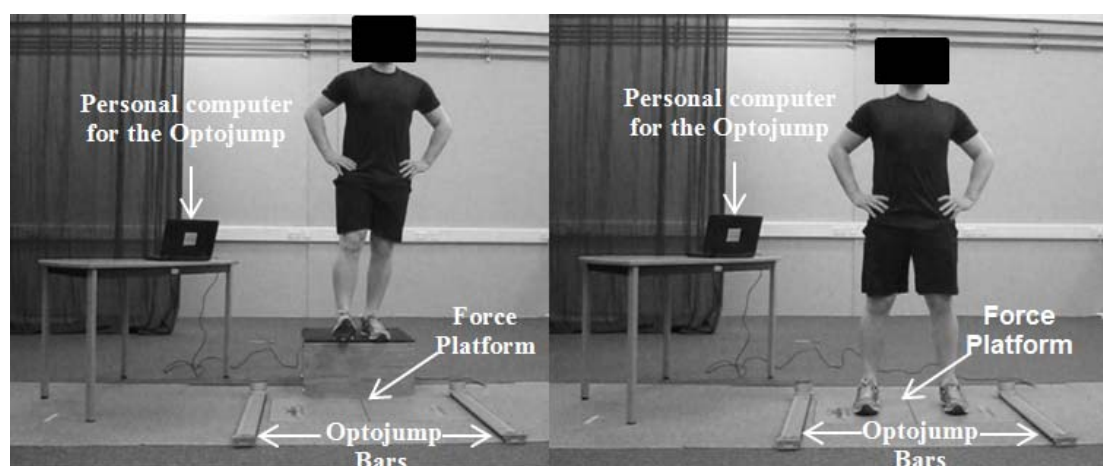 Personal computer
for the Optojump
Force
Platform
Optojump
Bars
Personal computer
for the Optojump
Force
Platform
Optojump
Bars